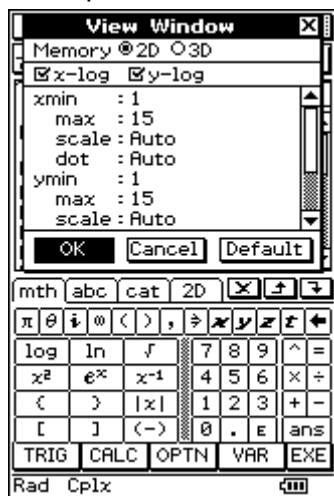 View Window
Memory 2D 3D
x-log y-log
xmin : 1
max : 15
scale : Auto
dot : Auto
ymin : 1
max : 15
scale : Auto
OK Cancel Default
mth abc cat 2D
π θ i ∞ ( ) , ⇒ x y z t ←
log ln √ 7 8 9 ^ =
x² eˣ x⁻¹ 4 5 6 × ÷
( ) |x| 1 2 3 + −
[ ] (−) 0 . E ans
TRIG CALC OPTN VAR EXE
Rad Cplx